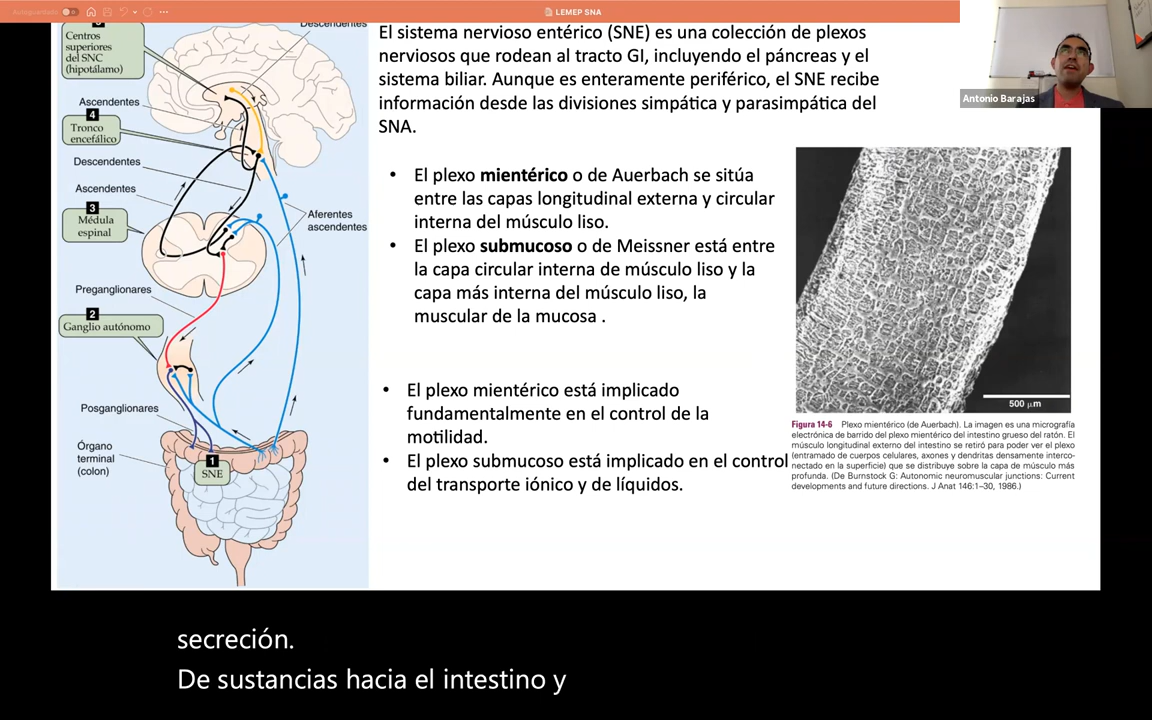 Autoguardado
LEMEP SNA
Antonio Barajas
Descendentes
5
Centros
superiores
del SNC
(hipotálamo)
Ascendentes
4
Tronco
encefálico
Descendentes
Ascendentes
3
Médula
espinal
Aferentes
ascendentes
Preganglionares
2
Ganglio autónomo
Posganglionares
Órgano
terminal
(colon)
1
SNE
El sistema nervioso entérico (SNE) es una colección de plexos
nerviosos que rodean al tracto GI, incluyendo el páncreas y el
sistema biliar. Aunque es enteramente periférico, el SNE recibe
información desde las divisiones simpática y parasimpática del
SNA.
• El plexo mientérico o de Auerbach se sitúa
entre las capas longitudinal externa y circular
interna del músculo liso.
• El plexo submucoso o de Meissner está entre
la capa circular interna de músculo liso y la
capa más interna del músculo liso, la
muscular de la mucosa .
• El plexo mientérico está implicado
fundamentalmente en el control de la
motilidad.
• El plexo submucoso está implicado en el control
del transporte iónico y de líquidos.
500 μm
Figura 14-6 Plexo mientérico (de Auerbach). La imagen es una micrografía
electrónica de barrido del plexo mientérico del intestino grueso del ratón. El
músculo longitudinal externo del intestino se retiró para poder ver el plexo
(entramado de cuerpos celulares, axones y dendritas densamente interco-
nectado en la superficie) que se distribuye sobre la capa de músculo más
profunda. (De Burnstock G: Autonomic neuromuscular junctions: Current
developments and future directions. J Anat 146:1–30, 1986.)
secreción.
De sustancias hacia el intestino y